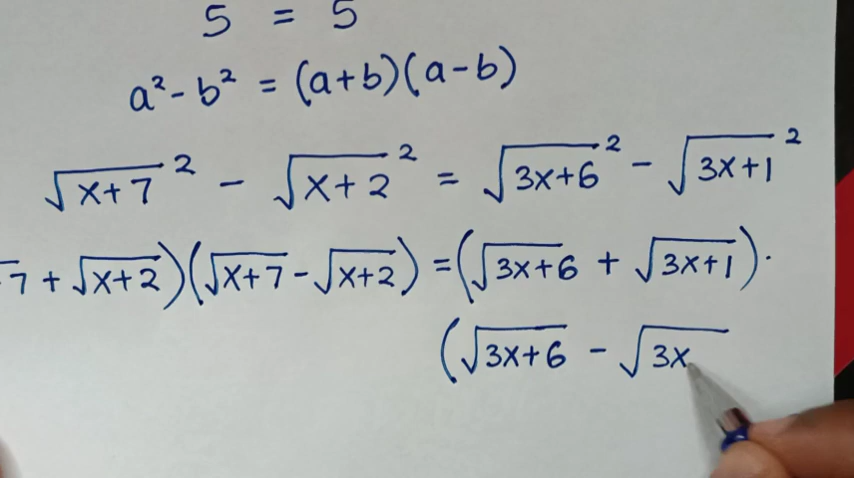 5 = 5
a² - b² = (a+b)(a-b)
√(x+7)² - √(x+2)² = √(3x+6)² - √(3x+1)²
7 + √(x+2))(√(x+7) - √(x+2)) = (√(3x+6) + √(3x+1)).
(√(3x+6) - √(3x